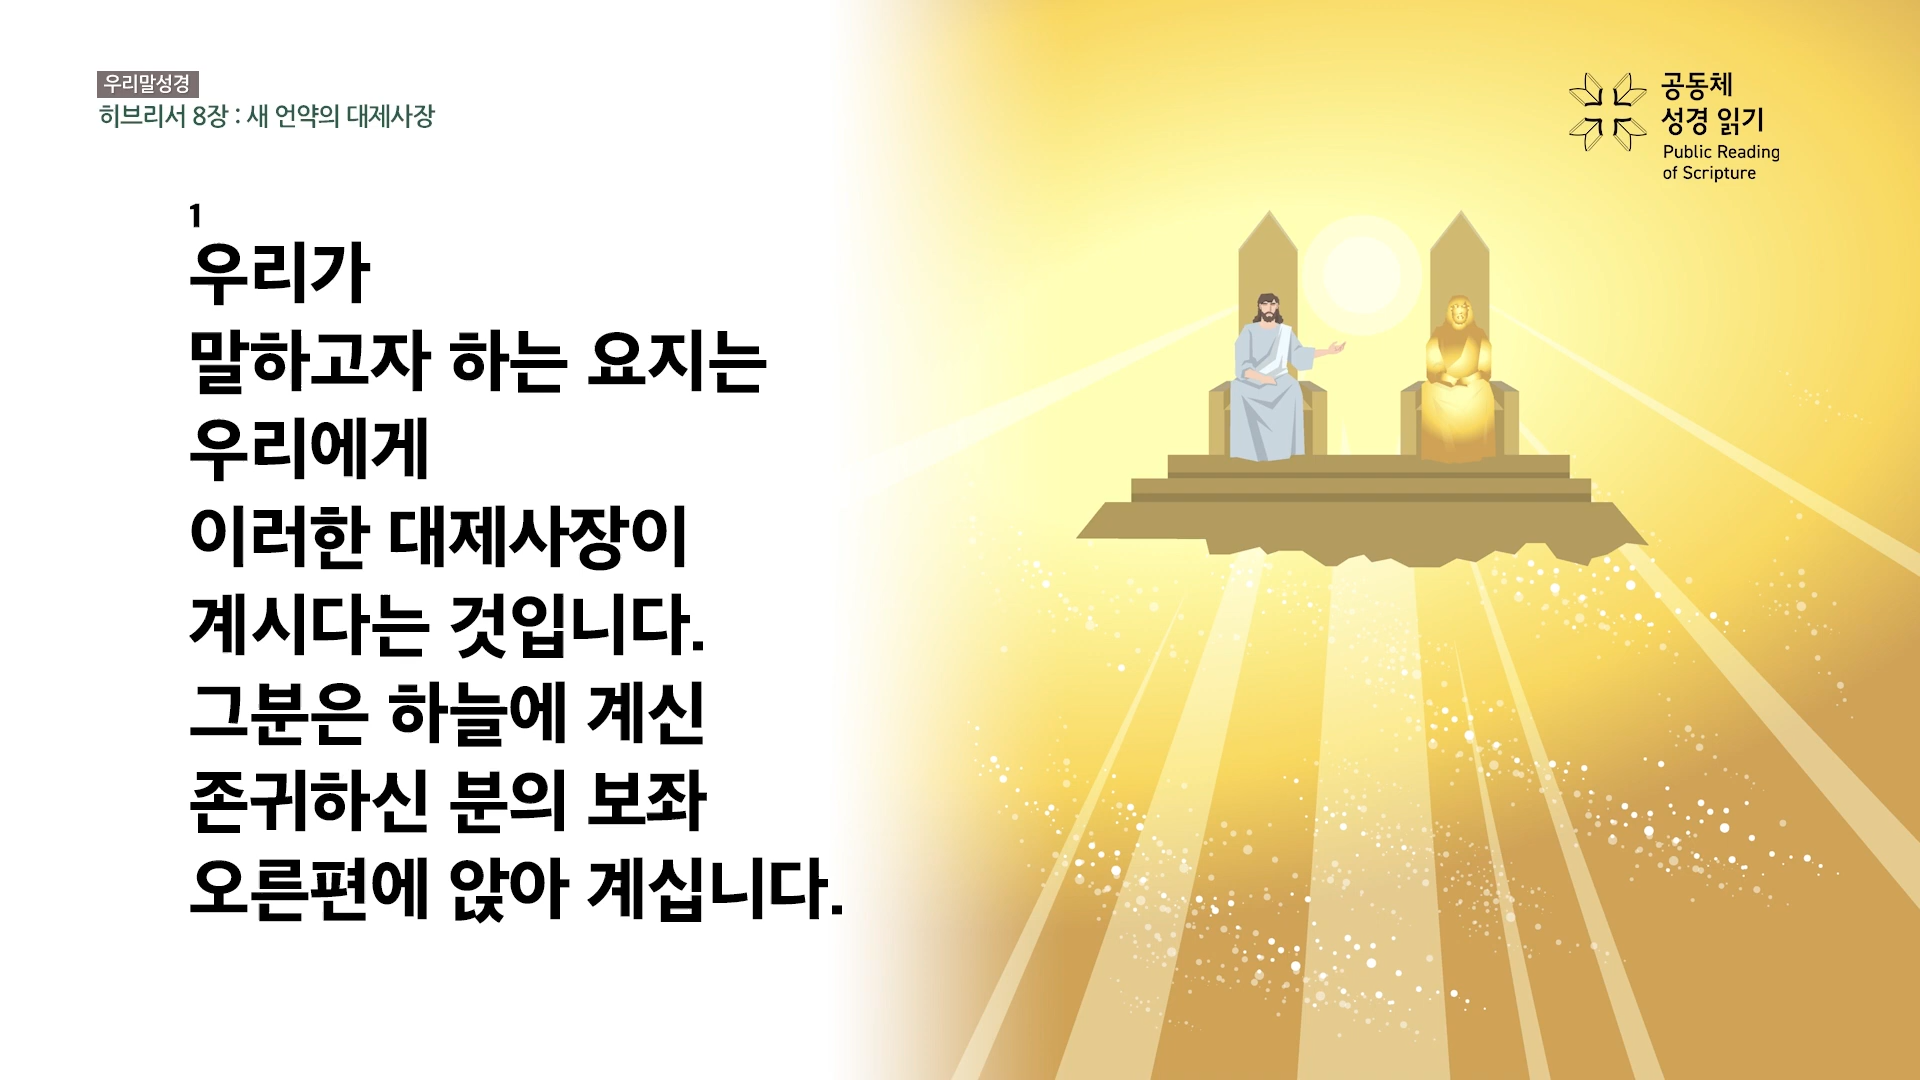 우리말성경
히브리서 8장 : 새 언약의 대제사장
공동체
성경 읽기
Public Reading
of Scripture
1
우리가
말하고자 하는 요지는
우리에게
이러한 대제사장이
계시다는 것입니다.
그분은 하늘에 계신
존귀하신 분의 보좌
오른편에 앉아 계십니다.